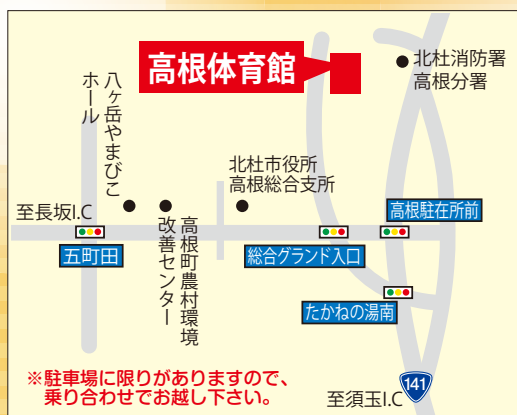 高根体育館
北杜消防署
高根分署
八ヶ岳やまびこ
ホール
北杜市役所
高根総合支所
高根駐在所前
至長坂I.C
五町田
高根町農村環境
改善センター
総合グランド入口
たかねの湯南
※駐車場に限りがありますので、
乗り合わせでお越し下さい。
至須玉I.C
141